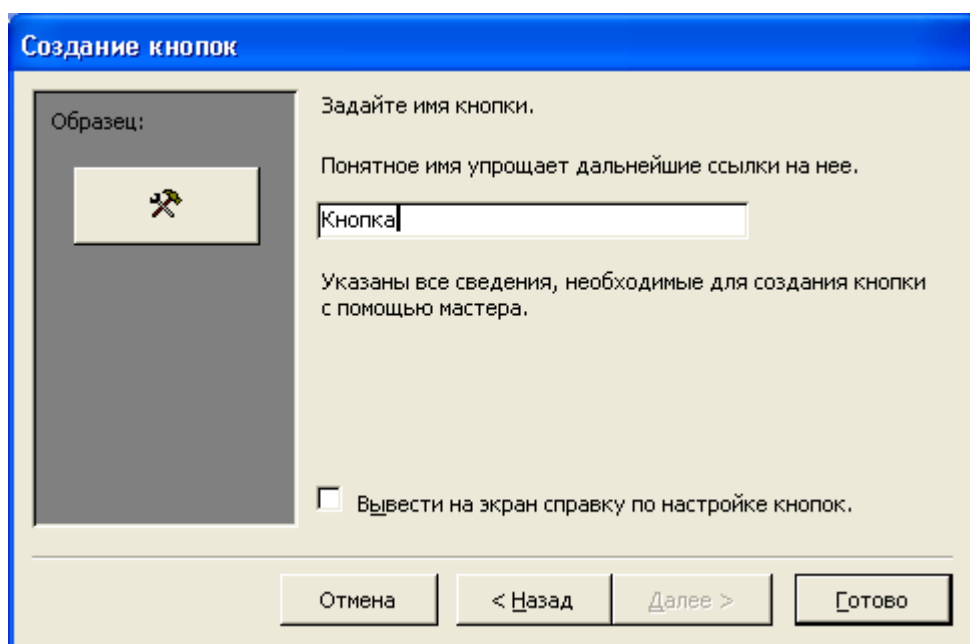 Создание кнопок
Образец:
Задайте имя кнопки.
Понятное имя упрощает дальнейшие ссылки на нее.
Кнопка
Указаны все сведения, необходимые для создания кнопки
с помощью мастера.
Вывести на экран справку по настройке кнопок.
Отмена
< Назад
Далее >
Готово